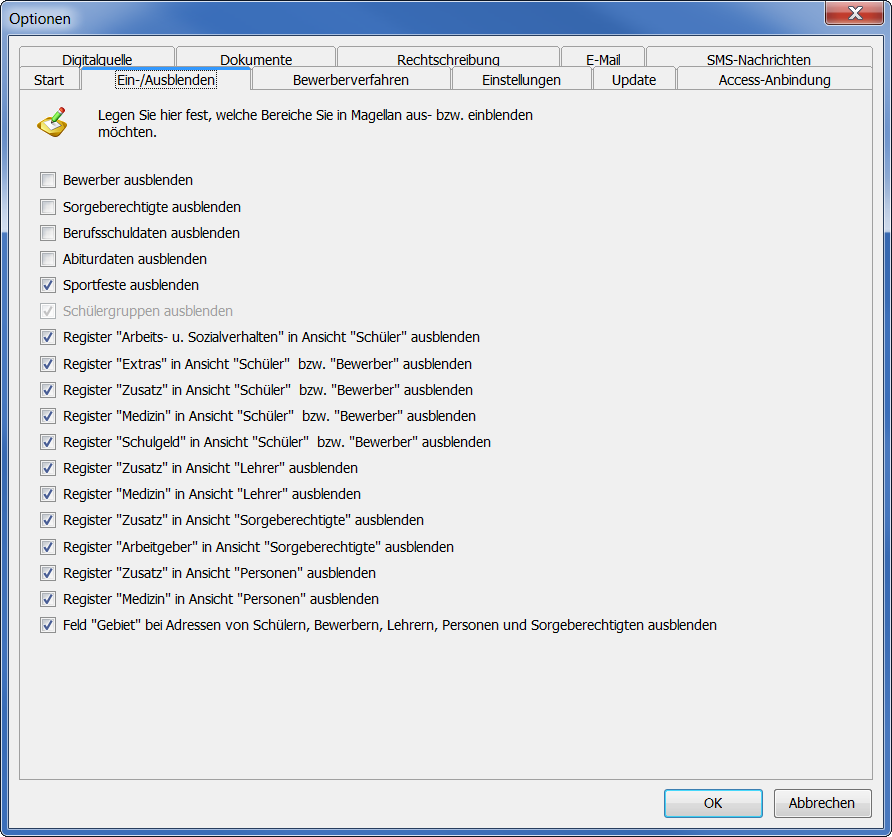 Optionen
Digitalquelle Dokumente Rechtschreibung E-Mail SMS-Nachrichten
Start Ein-/Ausblenden Bewerberverfahren Einstellungen Update Access-Anbindung
Legen Sie hier fest, welche Bereiche Sie in Magellan aus- bzw. einblenden
möchten.
Bewerber ausblenden
Sorgeberechtigte ausblenden
Berufsschuldaten ausblenden
Abiturdaten ausblenden
Sportfeste ausblenden
Schülergruppen ausblenden
Register "Arbeits- u. Sozialverhalten" in Ansicht "Schüler" ausblenden
Register "Extras" in Ansicht "Schüler"  bzw. "Bewerber" ausblenden
Register "Zusatz" in Ansicht "Schüler"  bzw. "Bewerber" ausblenden
Register "Medizin" in Ansicht "Schüler"  bzw. "Bewerber" ausblenden
Register "Schulgeld" in Ansicht "Schüler"  bzw. "Bewerber" ausblenden
Register "Zusatz" in Ansicht "Lehrer" ausblenden
Register "Medizin" in Ansicht "Lehrer" ausblenden
Register "Zusatz" in Ansicht "Sorgeberechtigte" ausblenden
Register "Arbeitgeber" in Ansicht "Sorgeberechtigte" ausblenden
Register "Zusatz" in Ansicht "Personen" ausblenden
Register "Medizin" in Ansicht "Personen" ausblenden
Feld "Gebiet" bei Adressen von Schülern, Bewerbern, Lehrern, Personen und Sorgeberechtigten ausblenden
OK Abbrechen